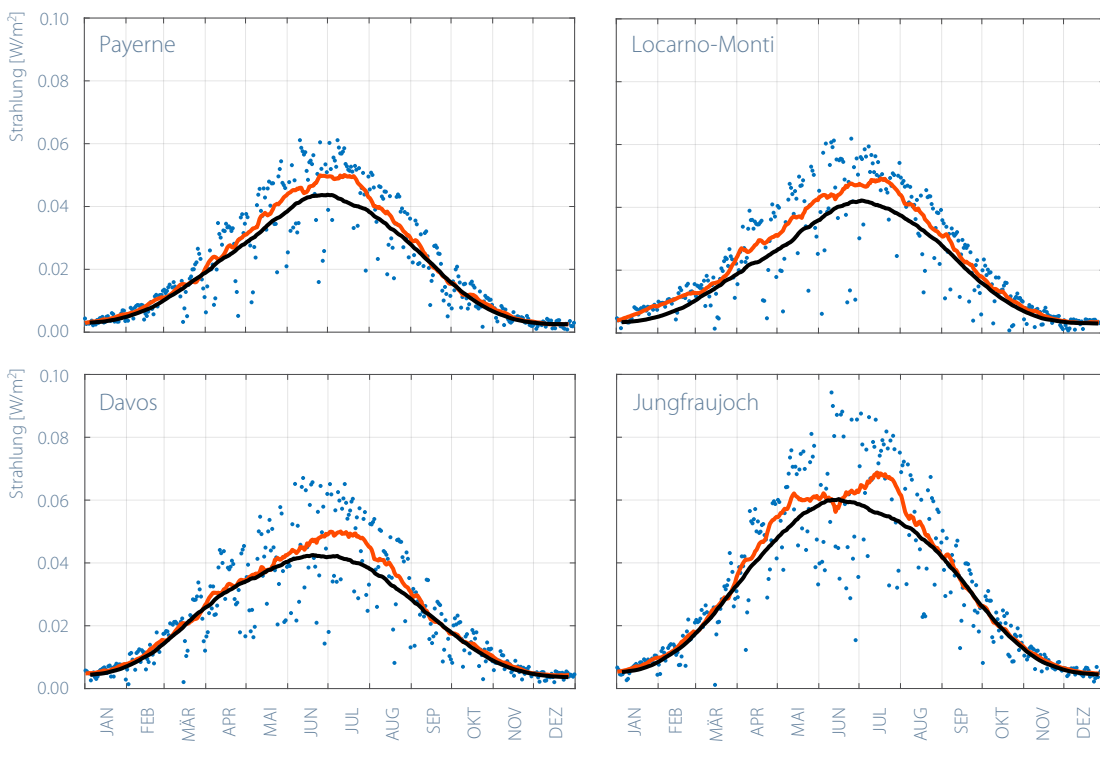 Strahlung [W/m²]
0.10
0.08
0.06
0.04
0.02
0.00
Payerne
Locarno-Monti
Strahlung [W/m²]
0.10
0.08
0.06
0.04
0.02
0.00
Davos
Jungfraujoch
JAN FEB MÄR APR MAI JUN JUL AUG SEP OKT NOV DEZ
JAN FEB MÄR APR MAI JUN JUL AUG SEP OKT NOV DEZ